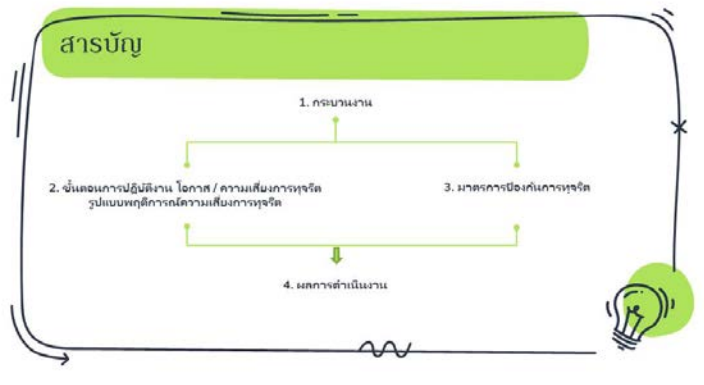 สารบัญ
1. กระบวนงาน
2. ขั้นตอนการปฏิบัติงาน โอกาส / ความเสี่ยงการทุจริต
รูปแบบพฤติการณ์ความเสี่ยงการทุจริต
3. มาตรการป้องกันการทุจริต
4. ผลการดำเนินงาน